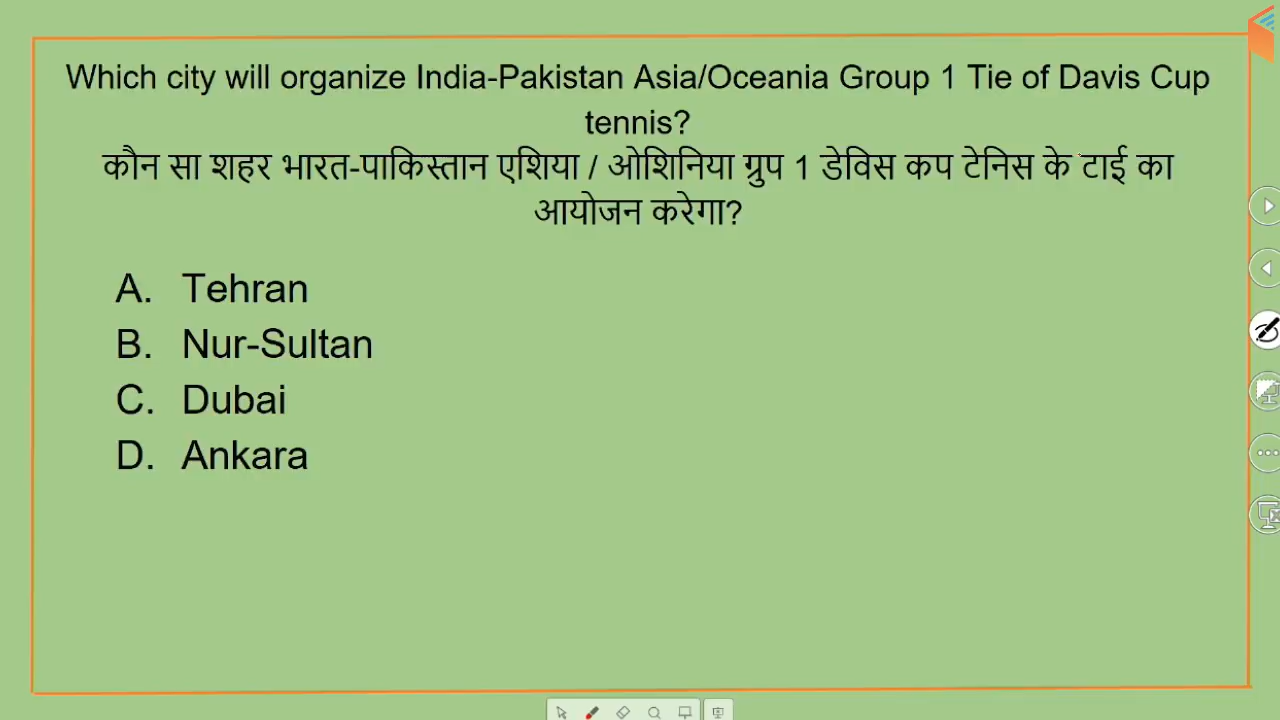 Which city will organize India-Pakistan Asia/Oceania Group 1 Tie of Davis Cup
tennis?
कौन सा शहर भारत-पाकिस्तान एशिया / ओशिनिया ग्रुप 1 डेविस कप टेनिस के टाई का
आयोजन करेगा?
A. Tehran
B. Nur-Sultan
C. Dubai
D. Ankara